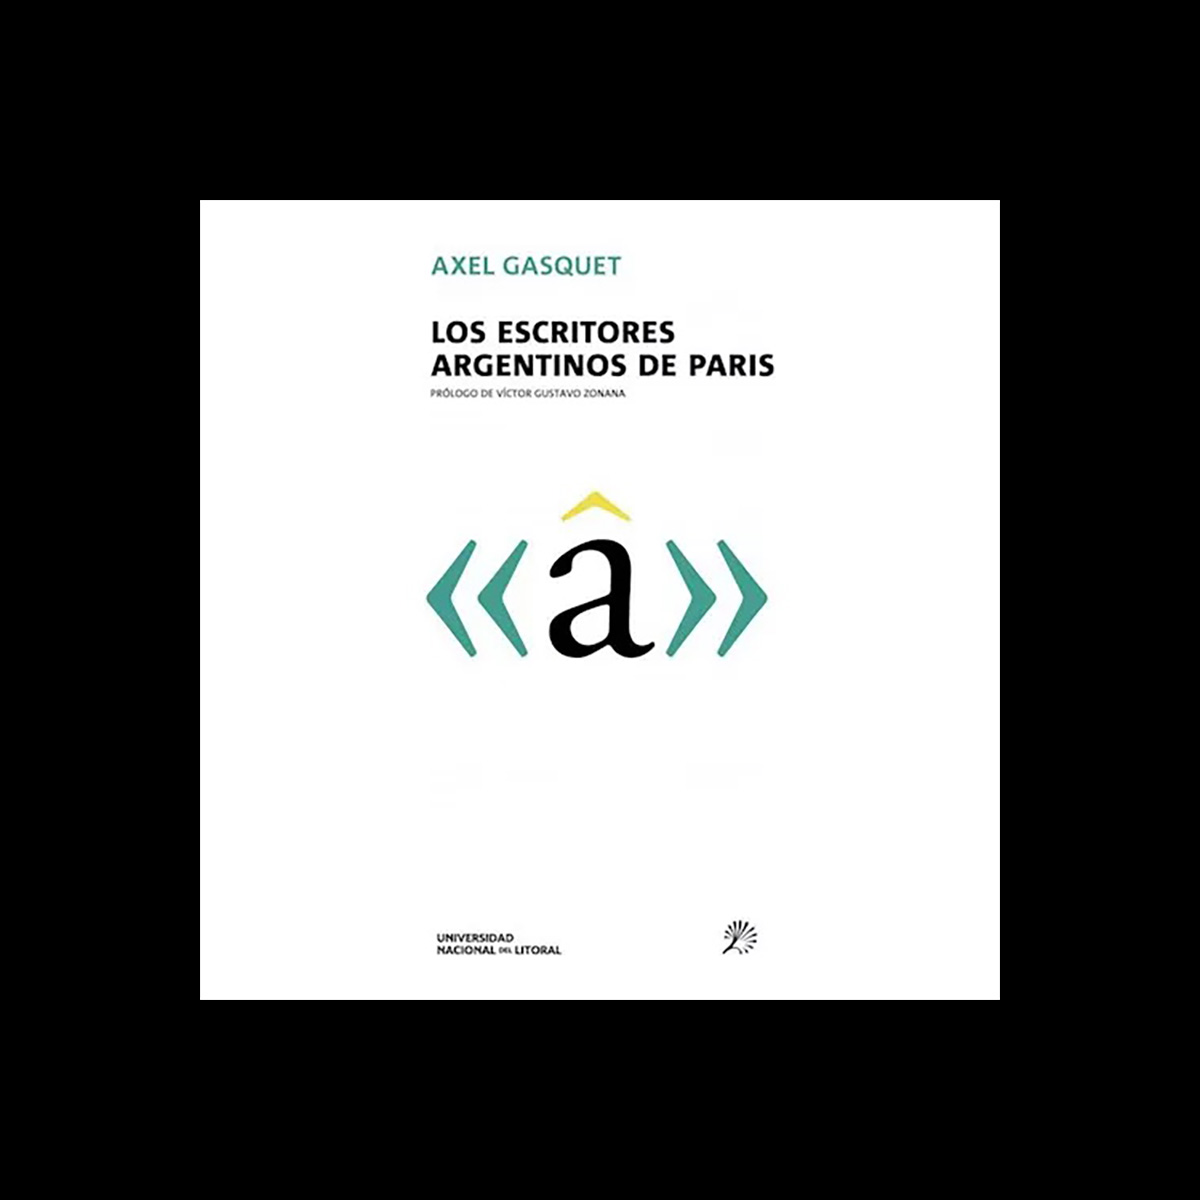 AXEL GASQUET
LOS ESCRITORES
ARGENTINOS DE PARIS
PRÓLOGO DE VÍCTOR GUSTAVO ZONANA
‹‹â››
UNIVERSIDAD
NACIONAL DEL LITORAL